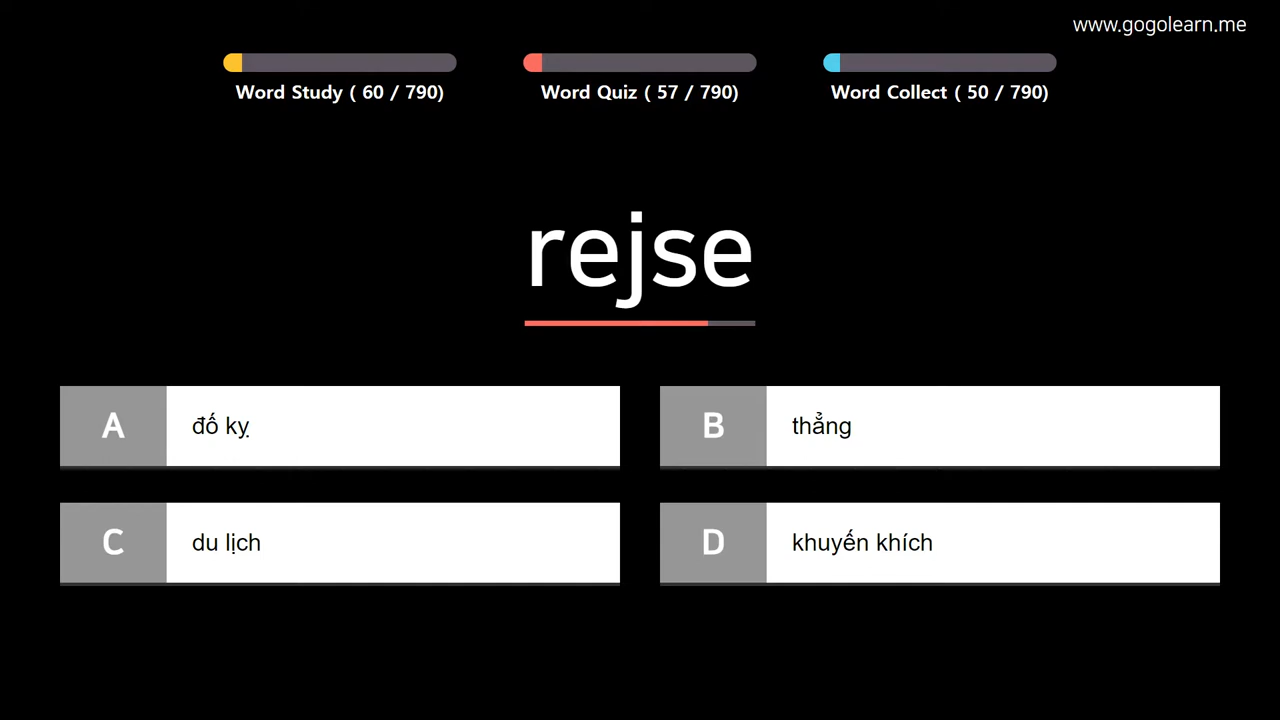 www.gogolearn.me
Word Study ( 60 / 790)
Word Quiz ( 57 / 790)
Word Collect ( 50 / 790)
rejse
A đố kỵ
B thẳng
C du lịch
D khuyến khích